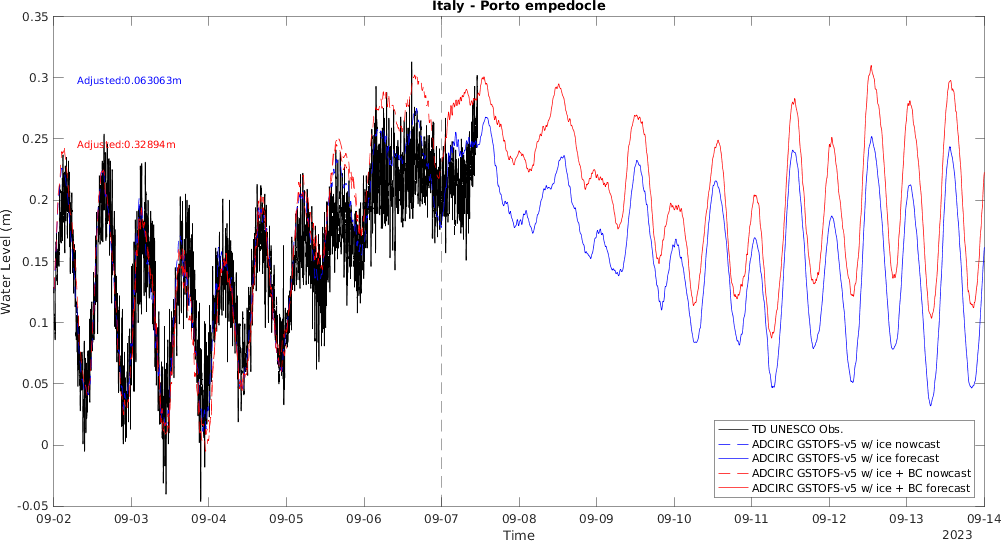 Italy - Porto empedocle
0.35
0.3
0.25
0.2
0.15
0.1
0.05
0
-0.05
Water Level (m)
Adjusted:0.063063m
Adjusted:0.32894m
TD UNESCO Obs.
ADCIRC GSTOFS-v5 w/ ice nowcast
ADCIRC GSTOFS-v5 w/ ice forecast
ADCIRC GSTOFS-v5 w/ ice + BC nowcast
ADCIRC GSTOFS-v5 w/ ice + BC forecast
09-02 09-03 09-04 09-05 09-06 09-07 09-08 09-09 09-10 09-11 09-12 09-13 09-14
Time
2023